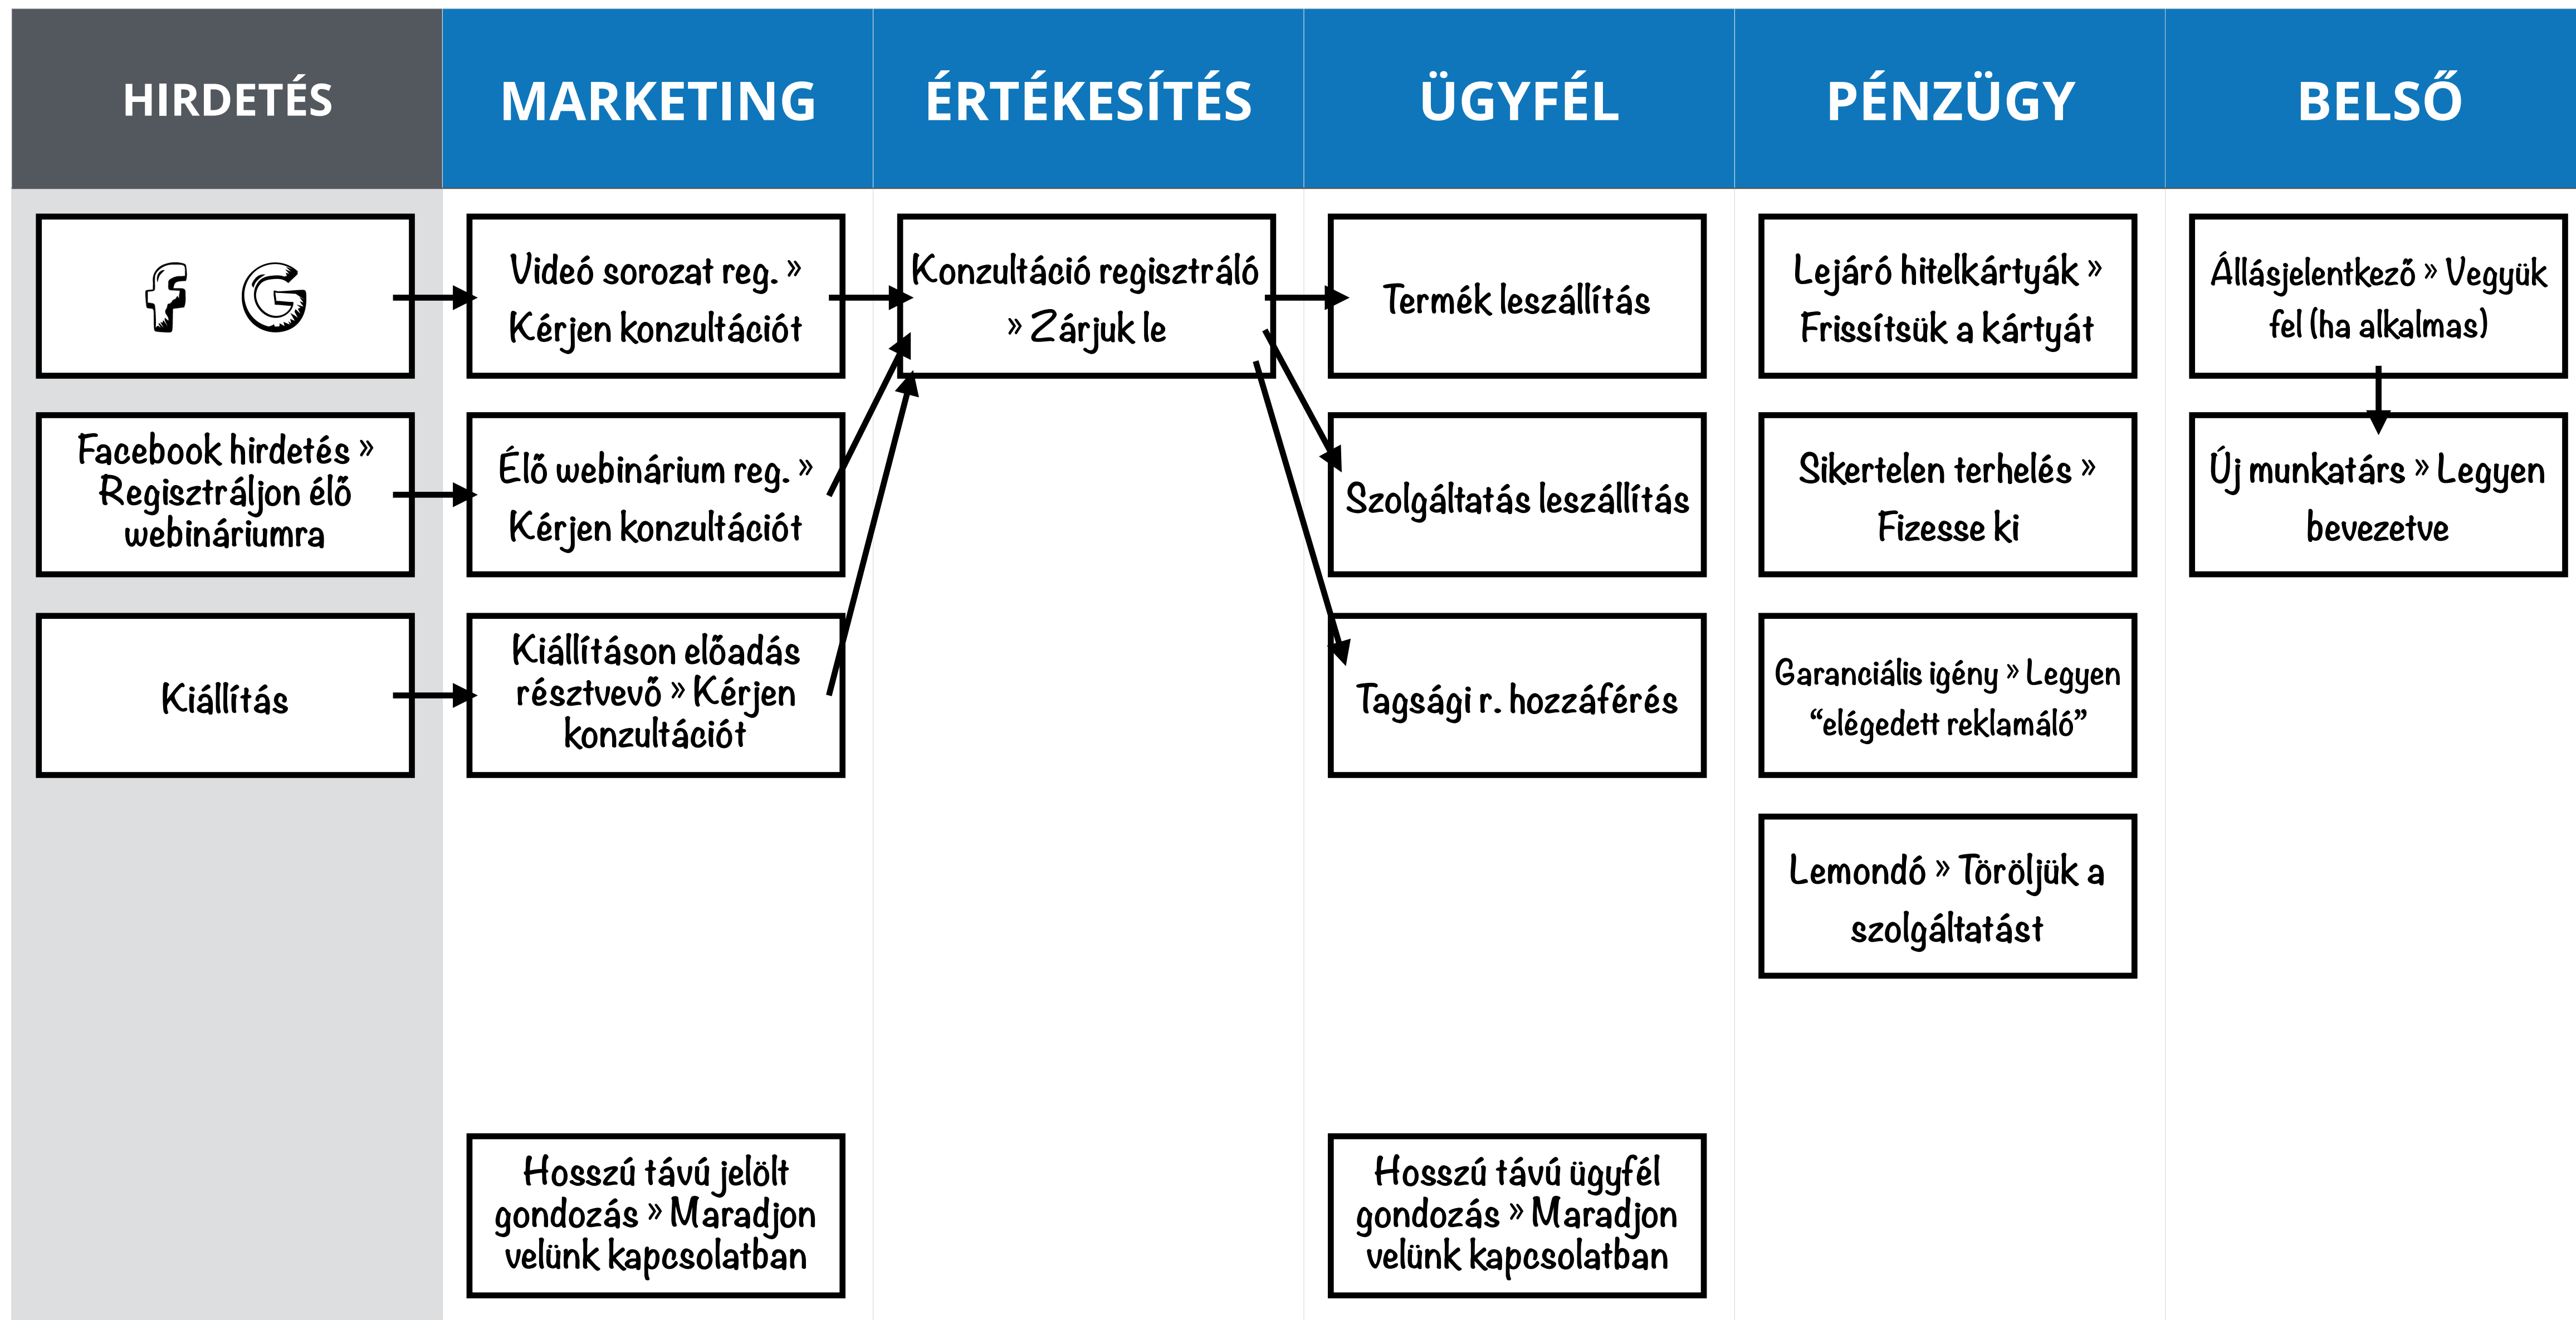 HIRDETÉS
MARKETING
ÉRTÉKESÍTÉS
ÜGYFÉL
PÉNZÜGY
BELSŐ
f G
Facebook hirdetés »
Regisztráljon élő
webináriumra
Kiállítás
Videó sorozat reg. »
Kérjen konzultációt
Élő webinárium reg. »
Kérjen konzultációt
Kiállításon előadás
résztvevő » Kérjen
konzultációt
Hosszú távú jelölt
gondozás » Maradjon
velünk kapcsolatban
Konzultáció regisztráló
» Zárjuk le
Termék leszállítás
Szolgáltatás leszállítás
Tagsági r. hozzáférés
Hosszú távú ügyfél
gondozás » Maradjon
velünk kapcsolatban
Lejáró hitelkártyák »
Frissítsük a kártyát
Sikertelen terhelés »
Fizesse ki
Garanciális igény » Legyen
“elégedett reklamáló”
Lemondó » Töröljük a
szolgáltatást
Állásjelentkező » Vegyük
fel (ha alkalmas)
Új munkatárs » Legyen
bevezetve